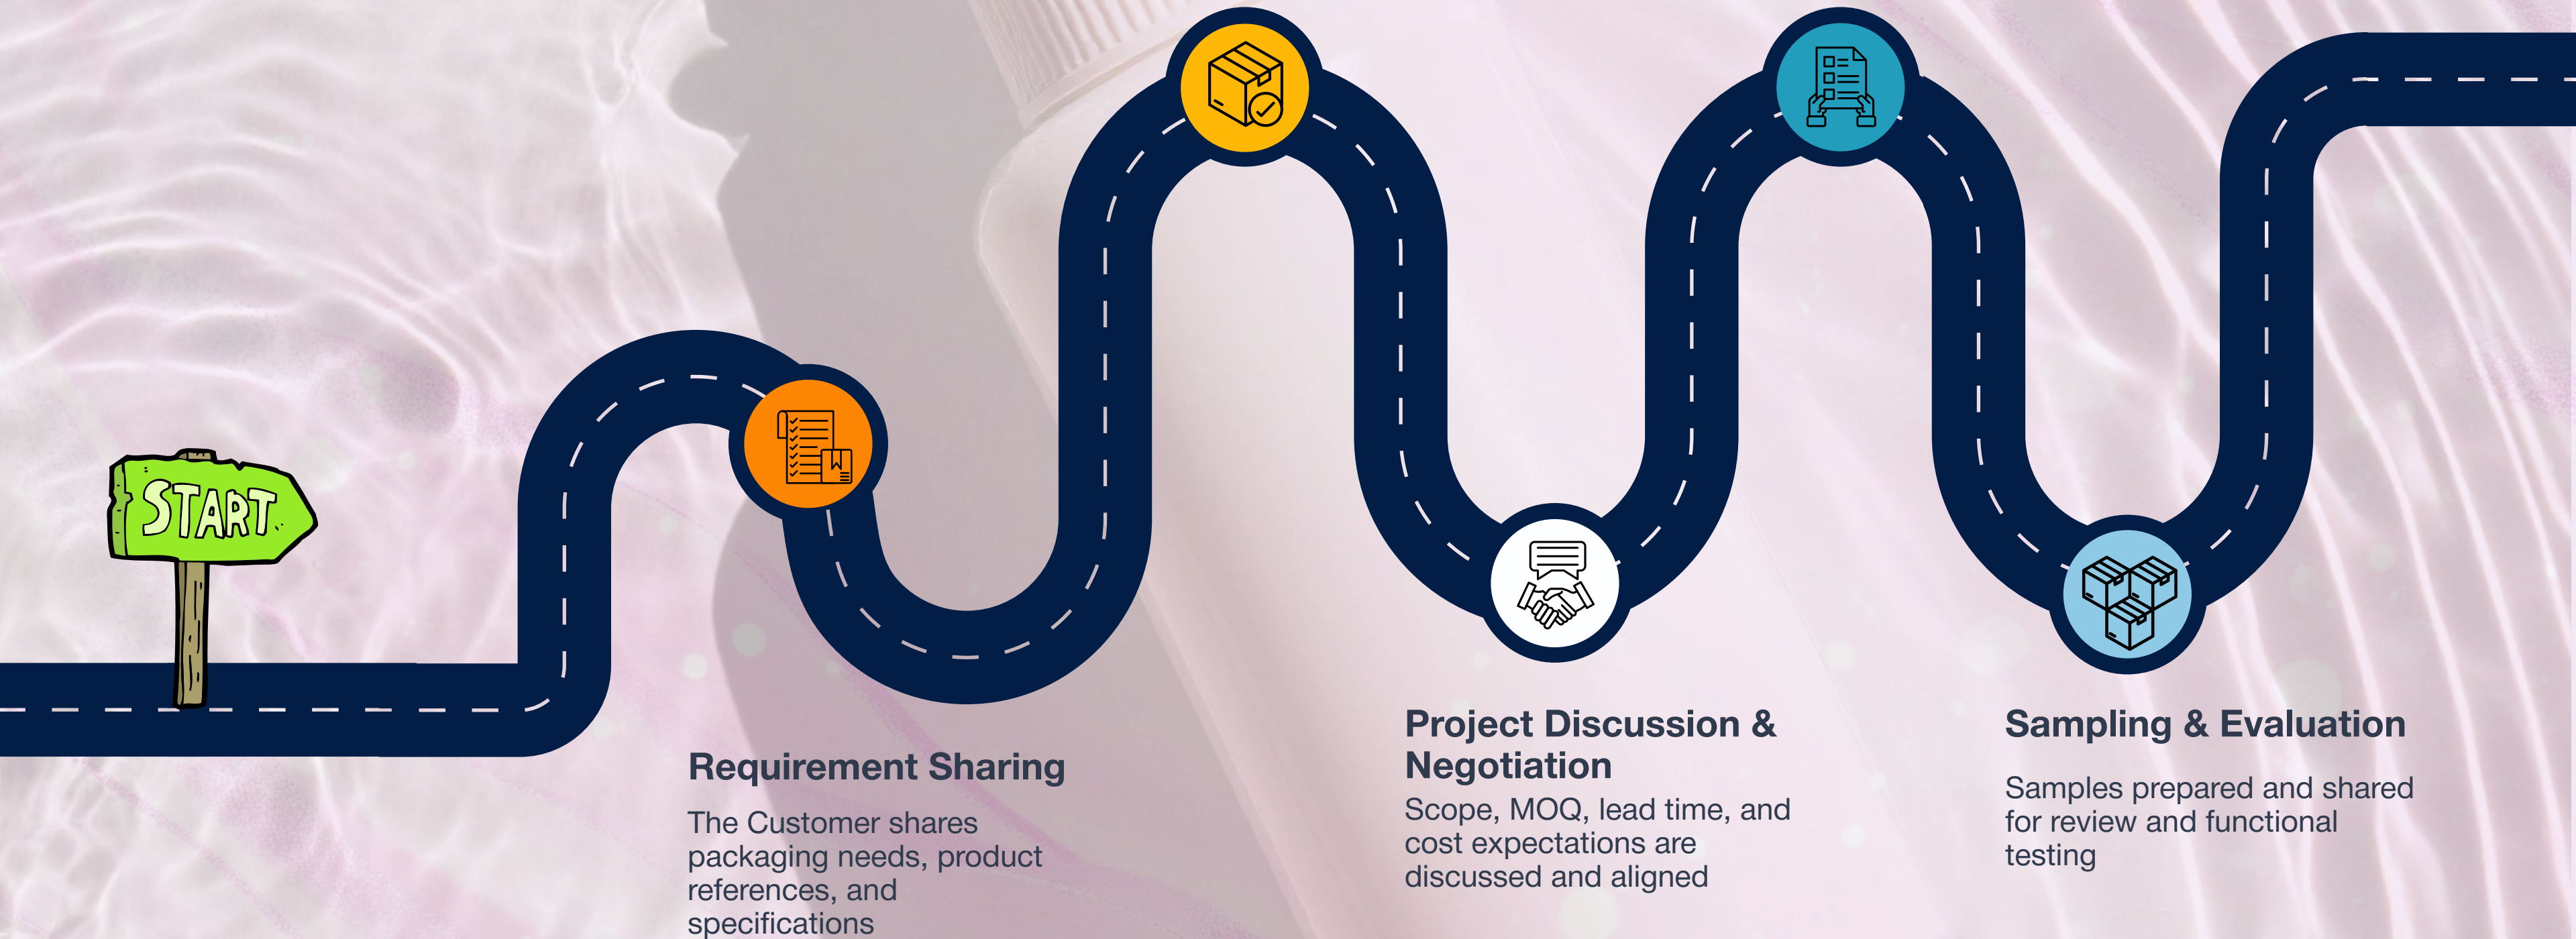 START
Requirement Sharing
The Customer shares
packaging needs, product
references, and
specifications
Project Discussion &
Negotiation
Scope, MOQ, lead time, and
cost expectations are
discussed and aligned
Sampling & Evaluation
Samples prepared and shared
for review and functional
testing